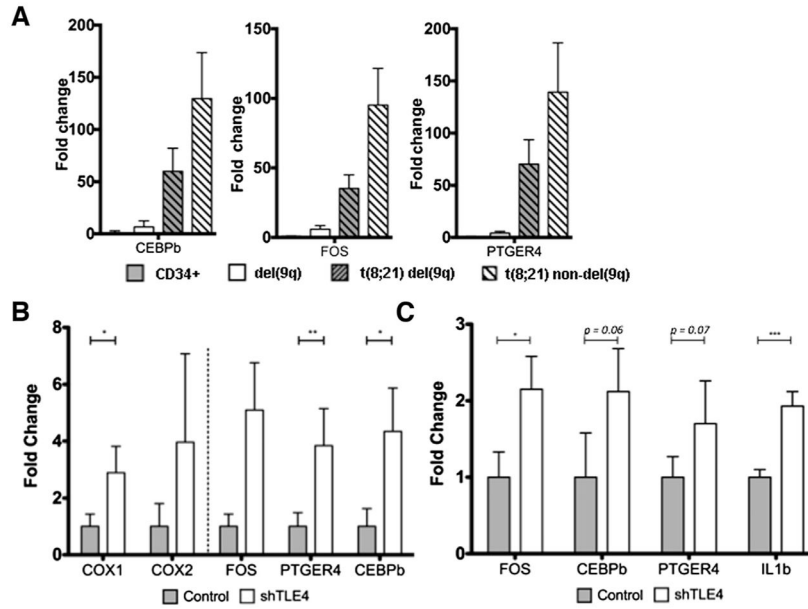 A
200
150
100
50
0
Fold change
CEBPb
150
100
50
0
Fold change
FOS
200
150
100
50
0
Fold change
PTGER4
CD34+ del(9q) t(8;21) del(9q) t(8;21) non-del(9q)
B
8
6
4
2
0
Fold Change
* ** *
COX1 COX2 FOS PTGER4 CEBPb
Control shTLE4
C
3
2
1
0
Fold Change
* p = 0.06 p = 0.07 ***
FOS CEBPb PTGER4 IL1b
Control shTLE4